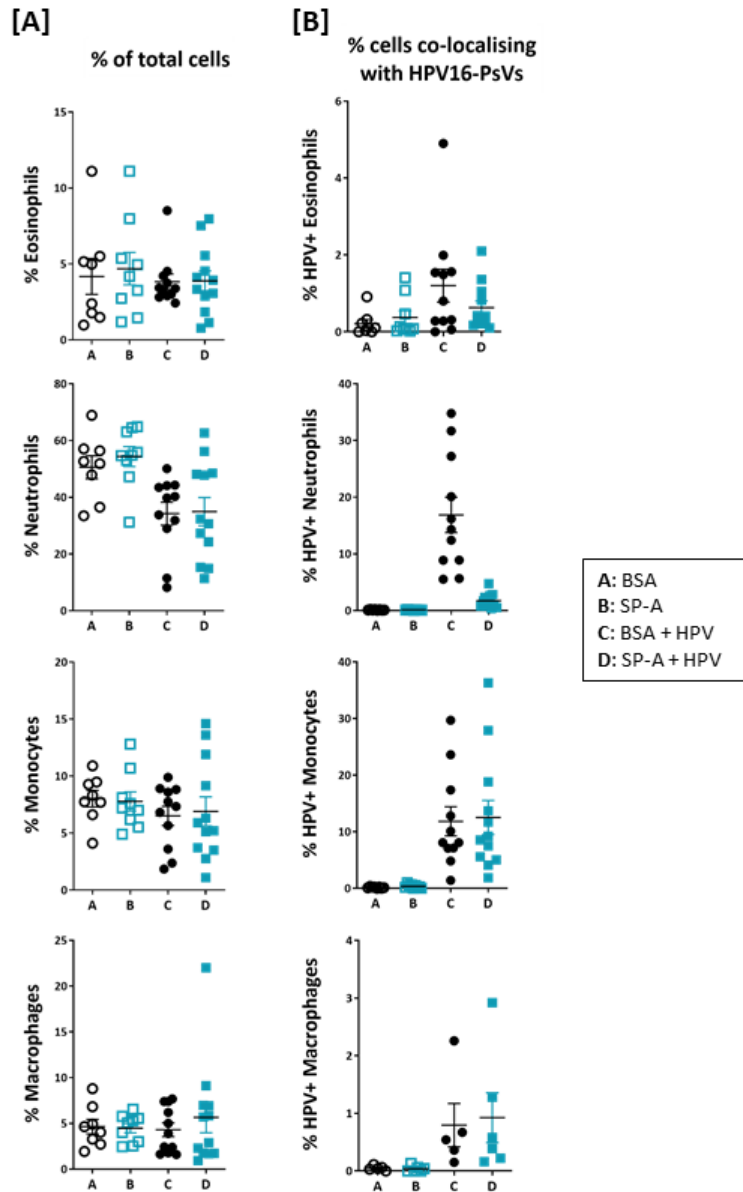 [A]
[B]
% of total cells
% cells co-localising
with HPV16-PsVs
% Eosinophils
15
10
5
0
A B C D
% HPV+ Eosinophils
6
4
2
0
A B C D
% Neutrophils
80
60
40
20
0
A B C D
% HPV+ Neutrophils
40
30
20
10
0
A B C D
A: BSA
B: SP-A
C: BSA + HPV
D: SP-A + HPV
% Monocytes
20
15
10
5
0
A B C D
% HPV+ Monocytes
40
30
20
10
0
A B C D
% Macrophages
25
20
15
10
5
0
A B C D
% HPV+ Macrophages
4
3
2
1
0
A B C D